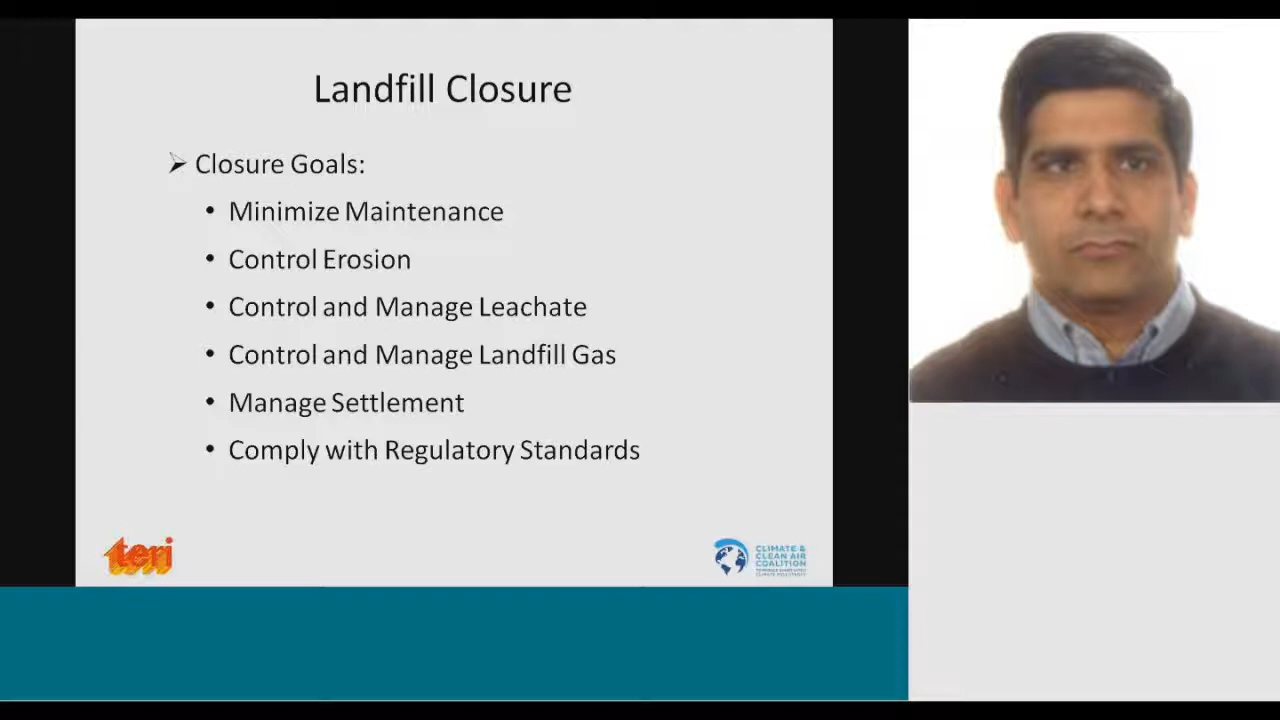 Landfill Closure
➢ Closure Goals:
• Minimize Maintenance
• Control Erosion
• Control and Manage Leachate
• Control and Manage Landfill Gas
• Manage Settlement
• Comply with Regulatory Standards
teri
CLIMATE &
CLEAN AIR
COALITION